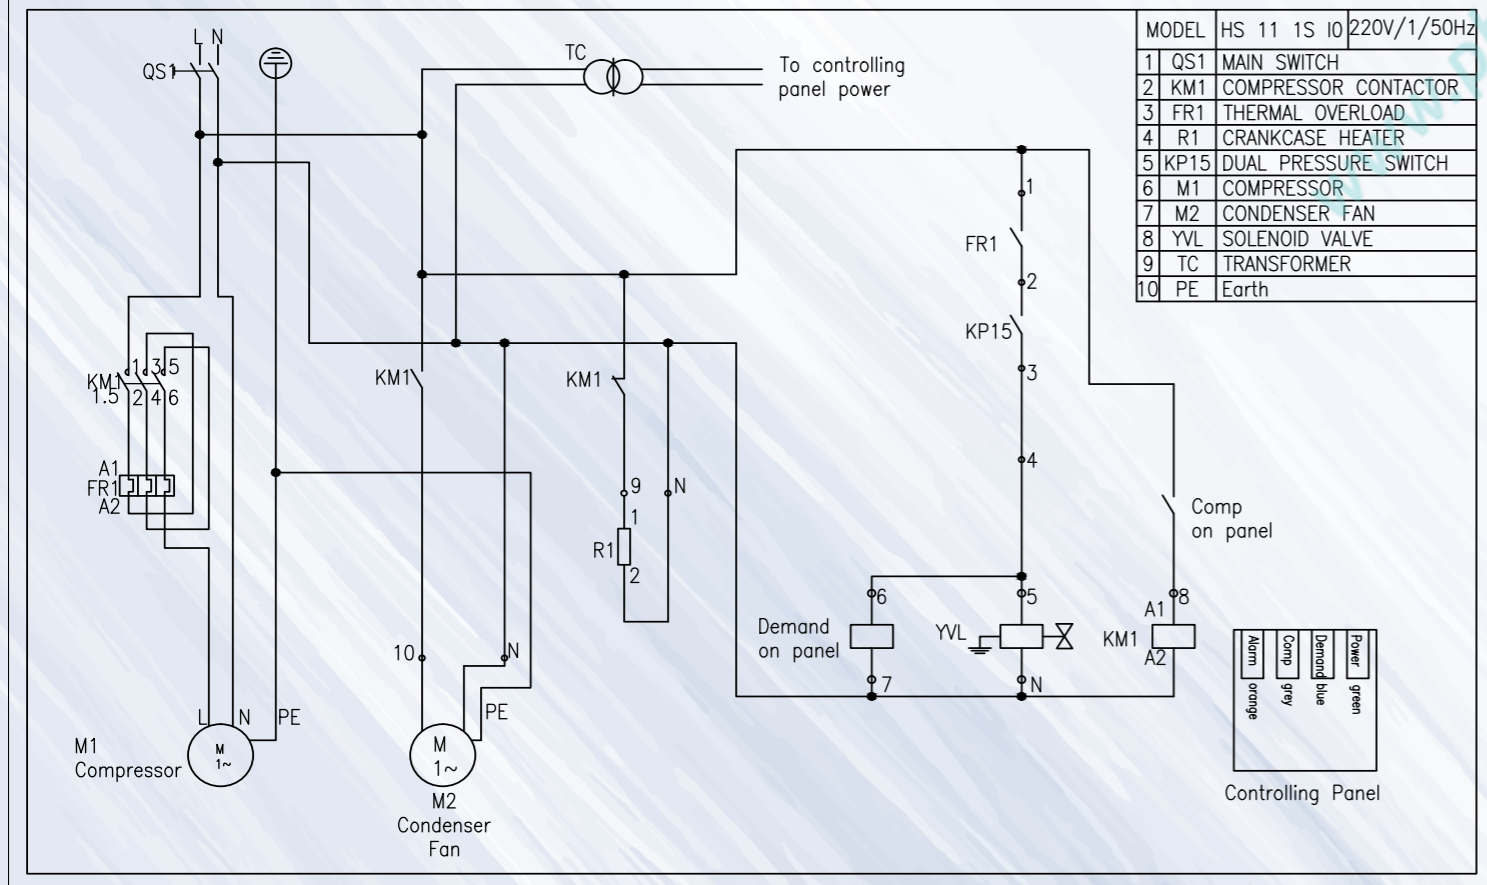 L N
QS1
TC
To controlling
panel power
MODEL HS 11 1S I0 220V/1/50Hz
1 QS1 MAIN SWITCH
2 KM1 COMPRESSOR CONTACTOR
3 FR1 THERMAL OVERLOAD
4 R1 CRANKCASE HEATER
5 KP15 DUAL PRESSURE SWITCH
6 M1 COMPRESSOR
7 M2 CONDENSER FAN
8 YVL SOLENOID VALVE
9 TC TRANSFORMER
10 PE Earth
www.p
1
FR1
2
KP15
3
4
1 3 5
KM1
1.5 2 4 6
KM1
KM1
A1
FR1
A2
9 N
1
R1
2
Comp
on panel
6 5 8
A1
Demand
on panel
YVL
KM1
A2
7 N
10 N
L N PE
PE
M1
Compressor
M
1~
M
1~
M2
Condenser
Fan
Alarm orange
Comp grey
Demand blue
Power green
Controlling Panel